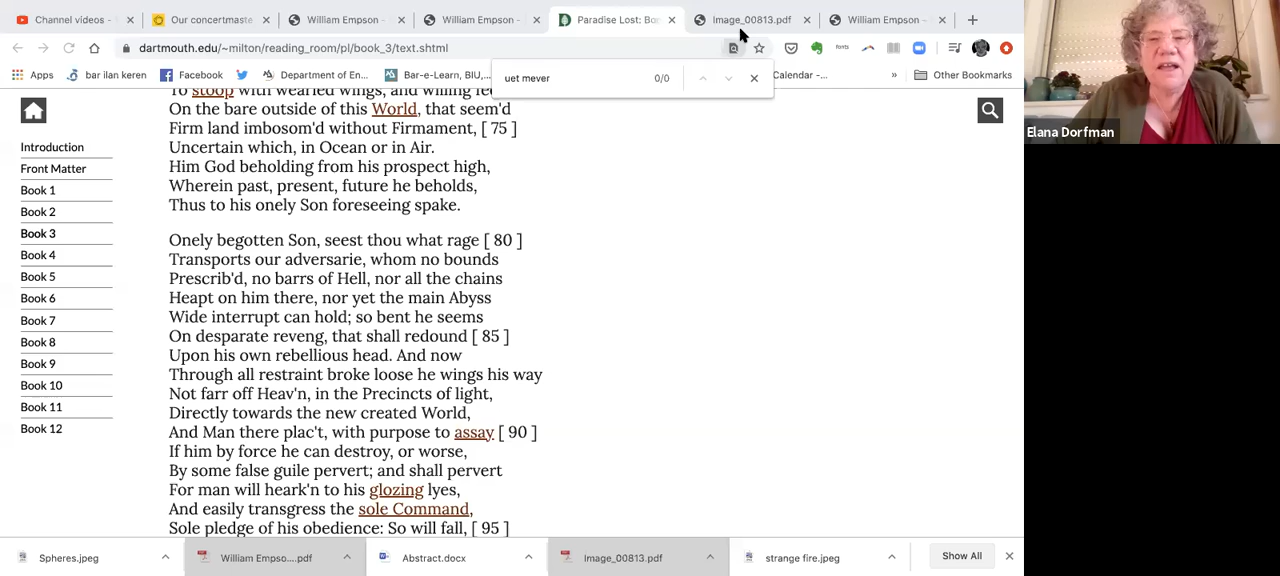 Channel videos -
Our concertmaste
William Empson -
William Empson -
Paradise Lost: Bo
Image_00813.pdf
William Empson –
dartmouth.edu/~milton/reading_room/pl/book_3/text.shtml
fonts
Apps
bar ilan keren
Facebook
Twitter
Department of En...
Bar-e-Learn, BIU,...
Calendar –...
»
Other Bookmarks
uet mever
0/0
Introduction
Front Matter
Book 1
Book 2
Book 3
Book 4
Book 5
Book 6
Book 7
Book 8
Book 9
Book 10
Book 11
Book 12
To stoop with wearied wings, and willing
On the bare outside of this World, that seem'd
Firm land imbosom'd without Firmament, [ 75 ]
Uncertain which, in Ocean or in Air.
Him God beholding from his prospect high,
Wherein past, present, future he beholds,
Thus to his onely Son foreseeing spake.
Onely begotten Son, seest thou what rage [ 80 ]
Transports our adversarie, whom no bounds
Prescrib'd, no barrs of Hell, nor all the chains
Heapt on him there, nor yet the main Abyss
Wide interrupt can hold; so bent he seems
On desparate reveng, that shall redound [ 85 ]
Upon his own rebellious head. And now
Through all restraint broke loose he wings his way
Not farr off Heav'n, in the Precincts of light,
Directly towards the new created World,
And Man there plac't, with purpose to assay [ 90 ]
If him by force he can destroy, or worse,
By some false guile pervert; and shall pervert
For man will heark'n to his glozing lyes,
And easily transgress the sole Command,
Sole pledge of his obedience: So will fall, [ 95 ]
Elana Dorfman
Spheres.jpeg
William Empso....pdf
Abstract.docx
Image_00813.pdf
strange fire.jpeg
Show All